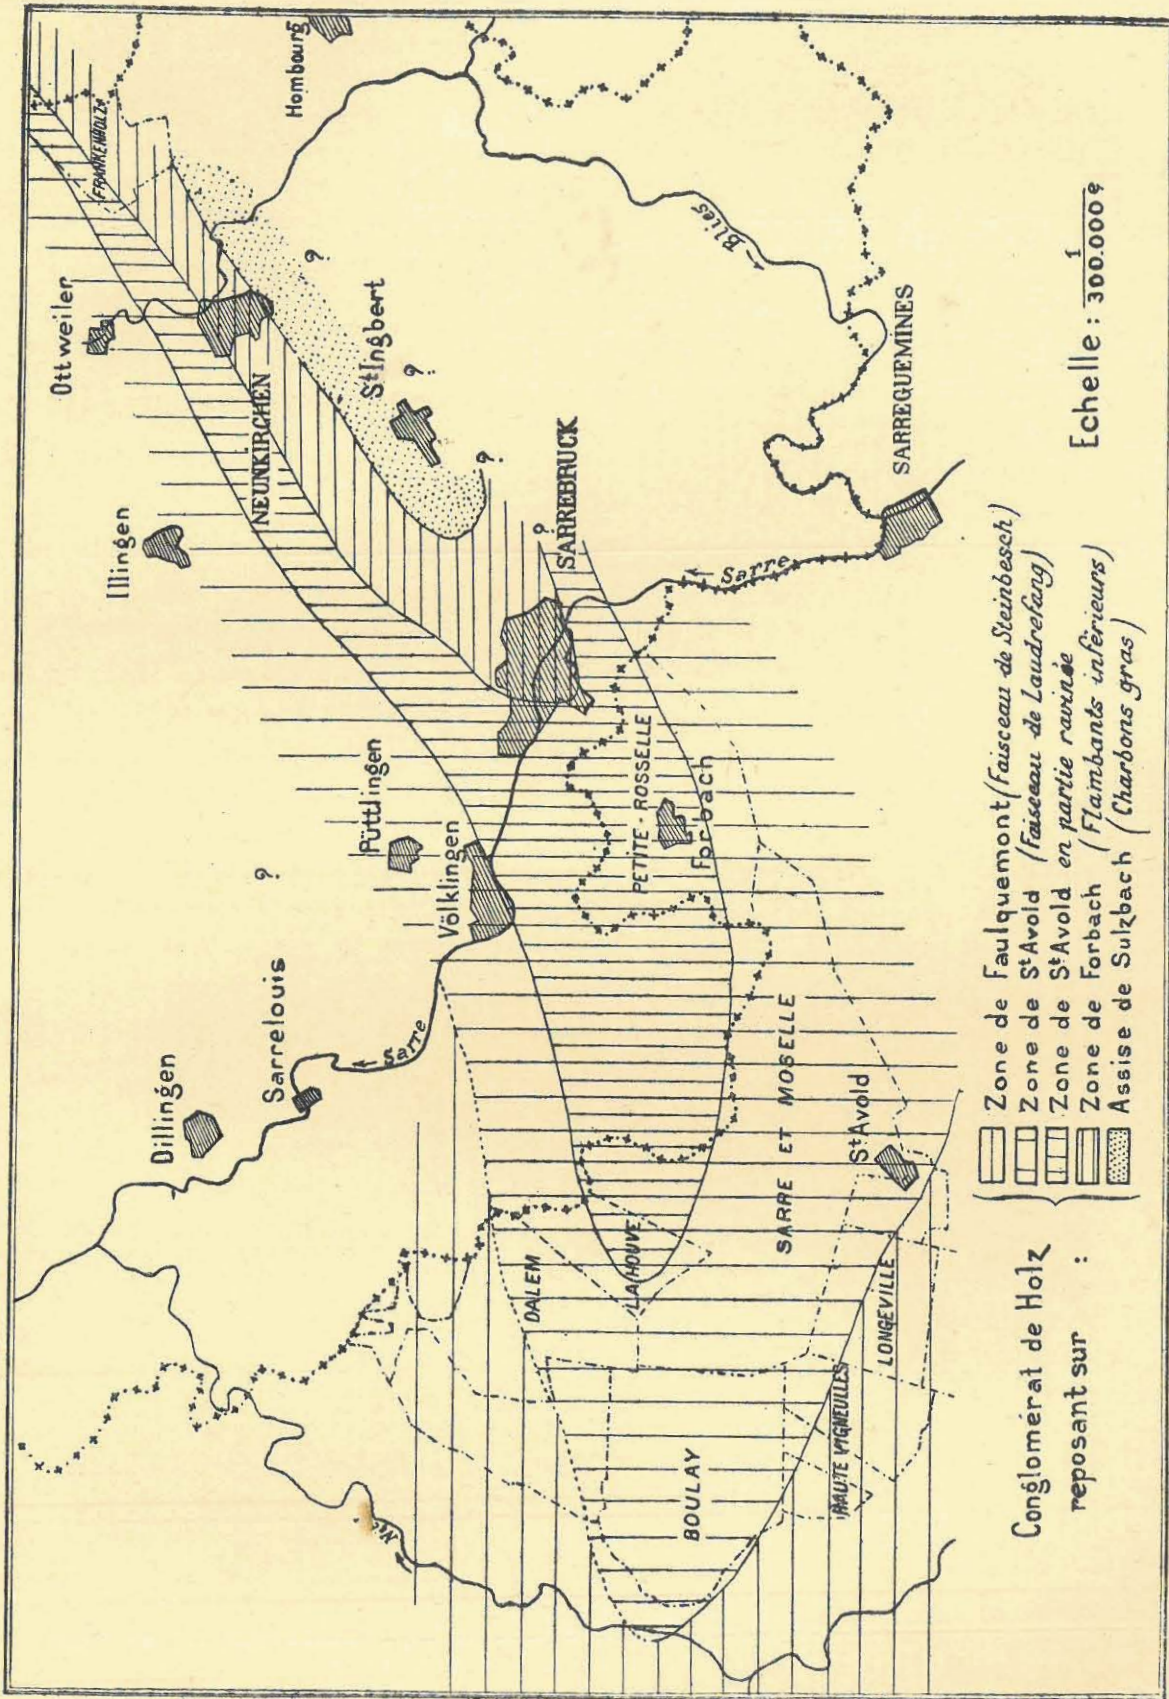 Hombourg
FRANKENHOLZ
Ottweiler
NEUNKIRCHEN
?
St Ingbert
?
?
Illingen
?
SARREBRUCK
← Blies
SARREGUEMINES
Echelle : 1
300.000e
← Sarre
Püttlingen
?
Völklingen
PETITE-ROSSELLE
Forbach
Dillingen
Sarrelouis
← Sarre
DALEM
LA HOUVE
SARRE ET MOSELLE
St Avold
BOULAY
HAUTE VIGNEULLES
LONGEVILLE
Conglomérat de Holz
reposant sur :
Zone de Faulquemont (Faisceau de Steinbesch)
Zone de St Avold (Faisceau de Laudrefang)
Zone de St Avold en partie ravinée
Zone de Forbach (Flambants inférieurs)
Assise de Sulzbach (Charbons gras)